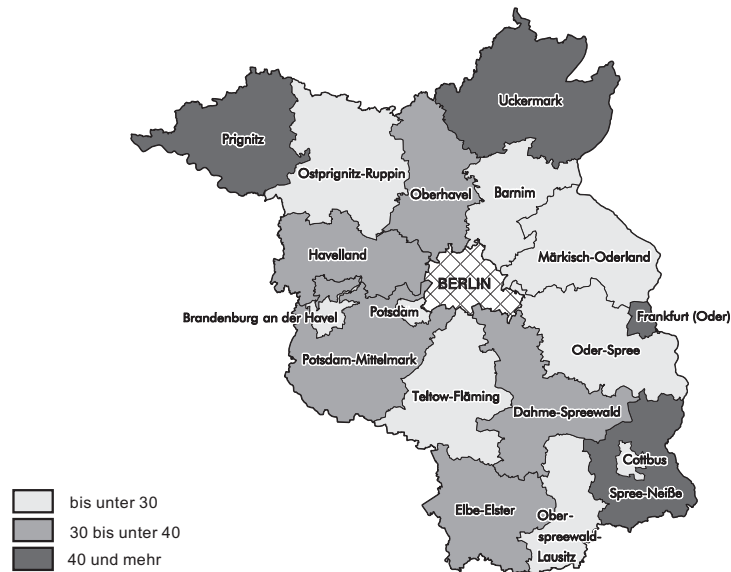 Uckermark
Prignitz
Ostprignitz-Ruppin
Oberhavel
Barnim
Havelland
Märkisch-Oderland
BERLIN
Brandenburg an der Havel
Potsdam
Frankfurt (Oder)
Oder-Spree
Potsdam-Mittelmark
Teltow-Fläming
Dahme-Spreewald
Cottbus
Spree-Neiße
Elbe-Elster
Ober-
spreewald-
Lausitz
bis unter 30
30 bis unter 40
40 und mehr